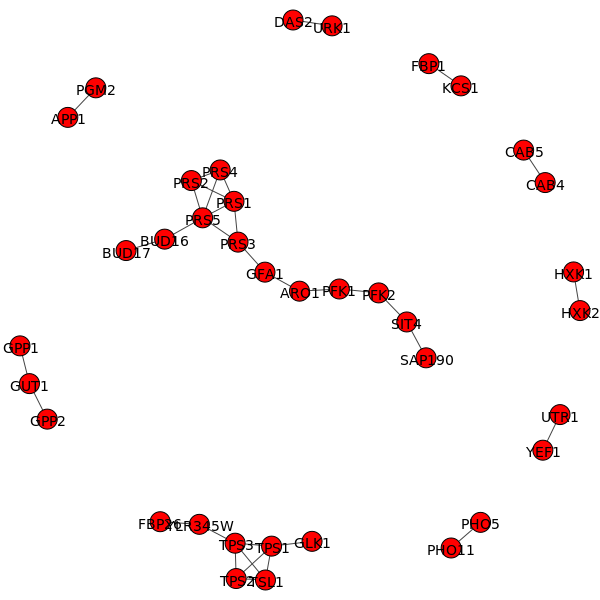 DAS2
URK1
FBP1
KCS1
PGM2
APP1
CAB5
CAB4
PRS4
PRS2
PRS1
PRS5
BUD16
PRS3
BUD17
GFA1
HXK1
ARO1
PFK1
PFK2
HXK2
SIT4
GPP1
SAP190
GUT1
GPP2
UTR1
YEF1
FBP26
YLR345W
PHO5
TPS3
TPS1
GLK1
PHO11
TPS2
TSL1